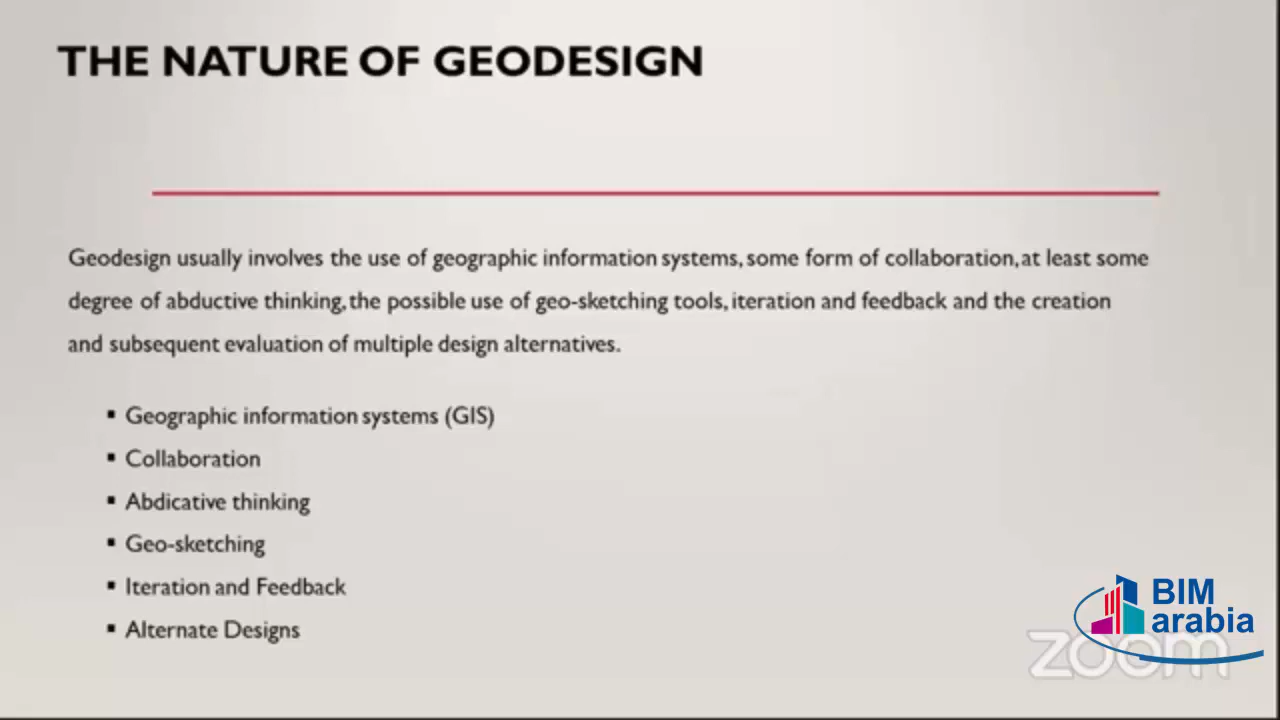 THE NATURE OF GEODESIGN
Geodesign usually involves the use of geographic information systems, some form of collaboration, at least some
degree of abductive thinking, the possible use of geo-sketching tools, iteration and feedback and the creation
and subsequent evaluation of multiple design alternatives.
▪ Geographic information systems (GIS)
▪ Collaboration
▪ Abdicative thinking
▪ Geo-sketching
▪ Iteration and Feedback
▪ Alternate Designs
BIM
arabia
zoom